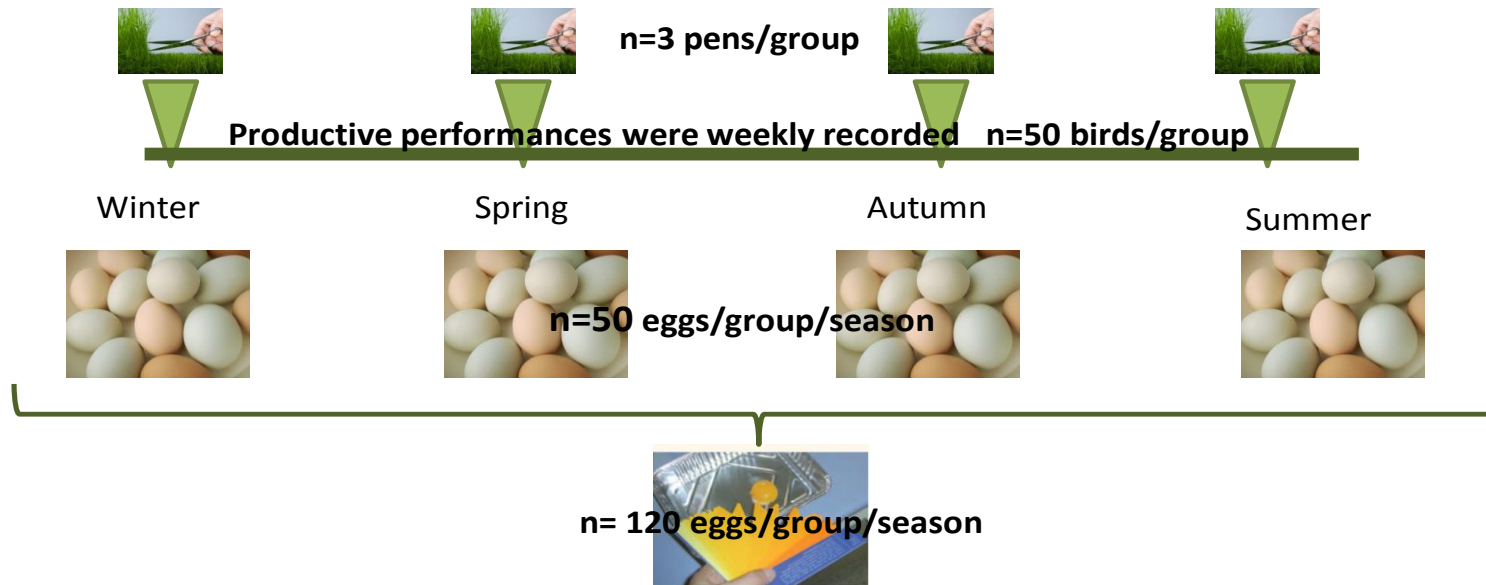 n=3 pens/group
Productive performances were weekly recorded n=50 birds/group
Winter
Spring
Autumn
Summer
n=50 eggs/group/season
n= 120 eggs/group/season